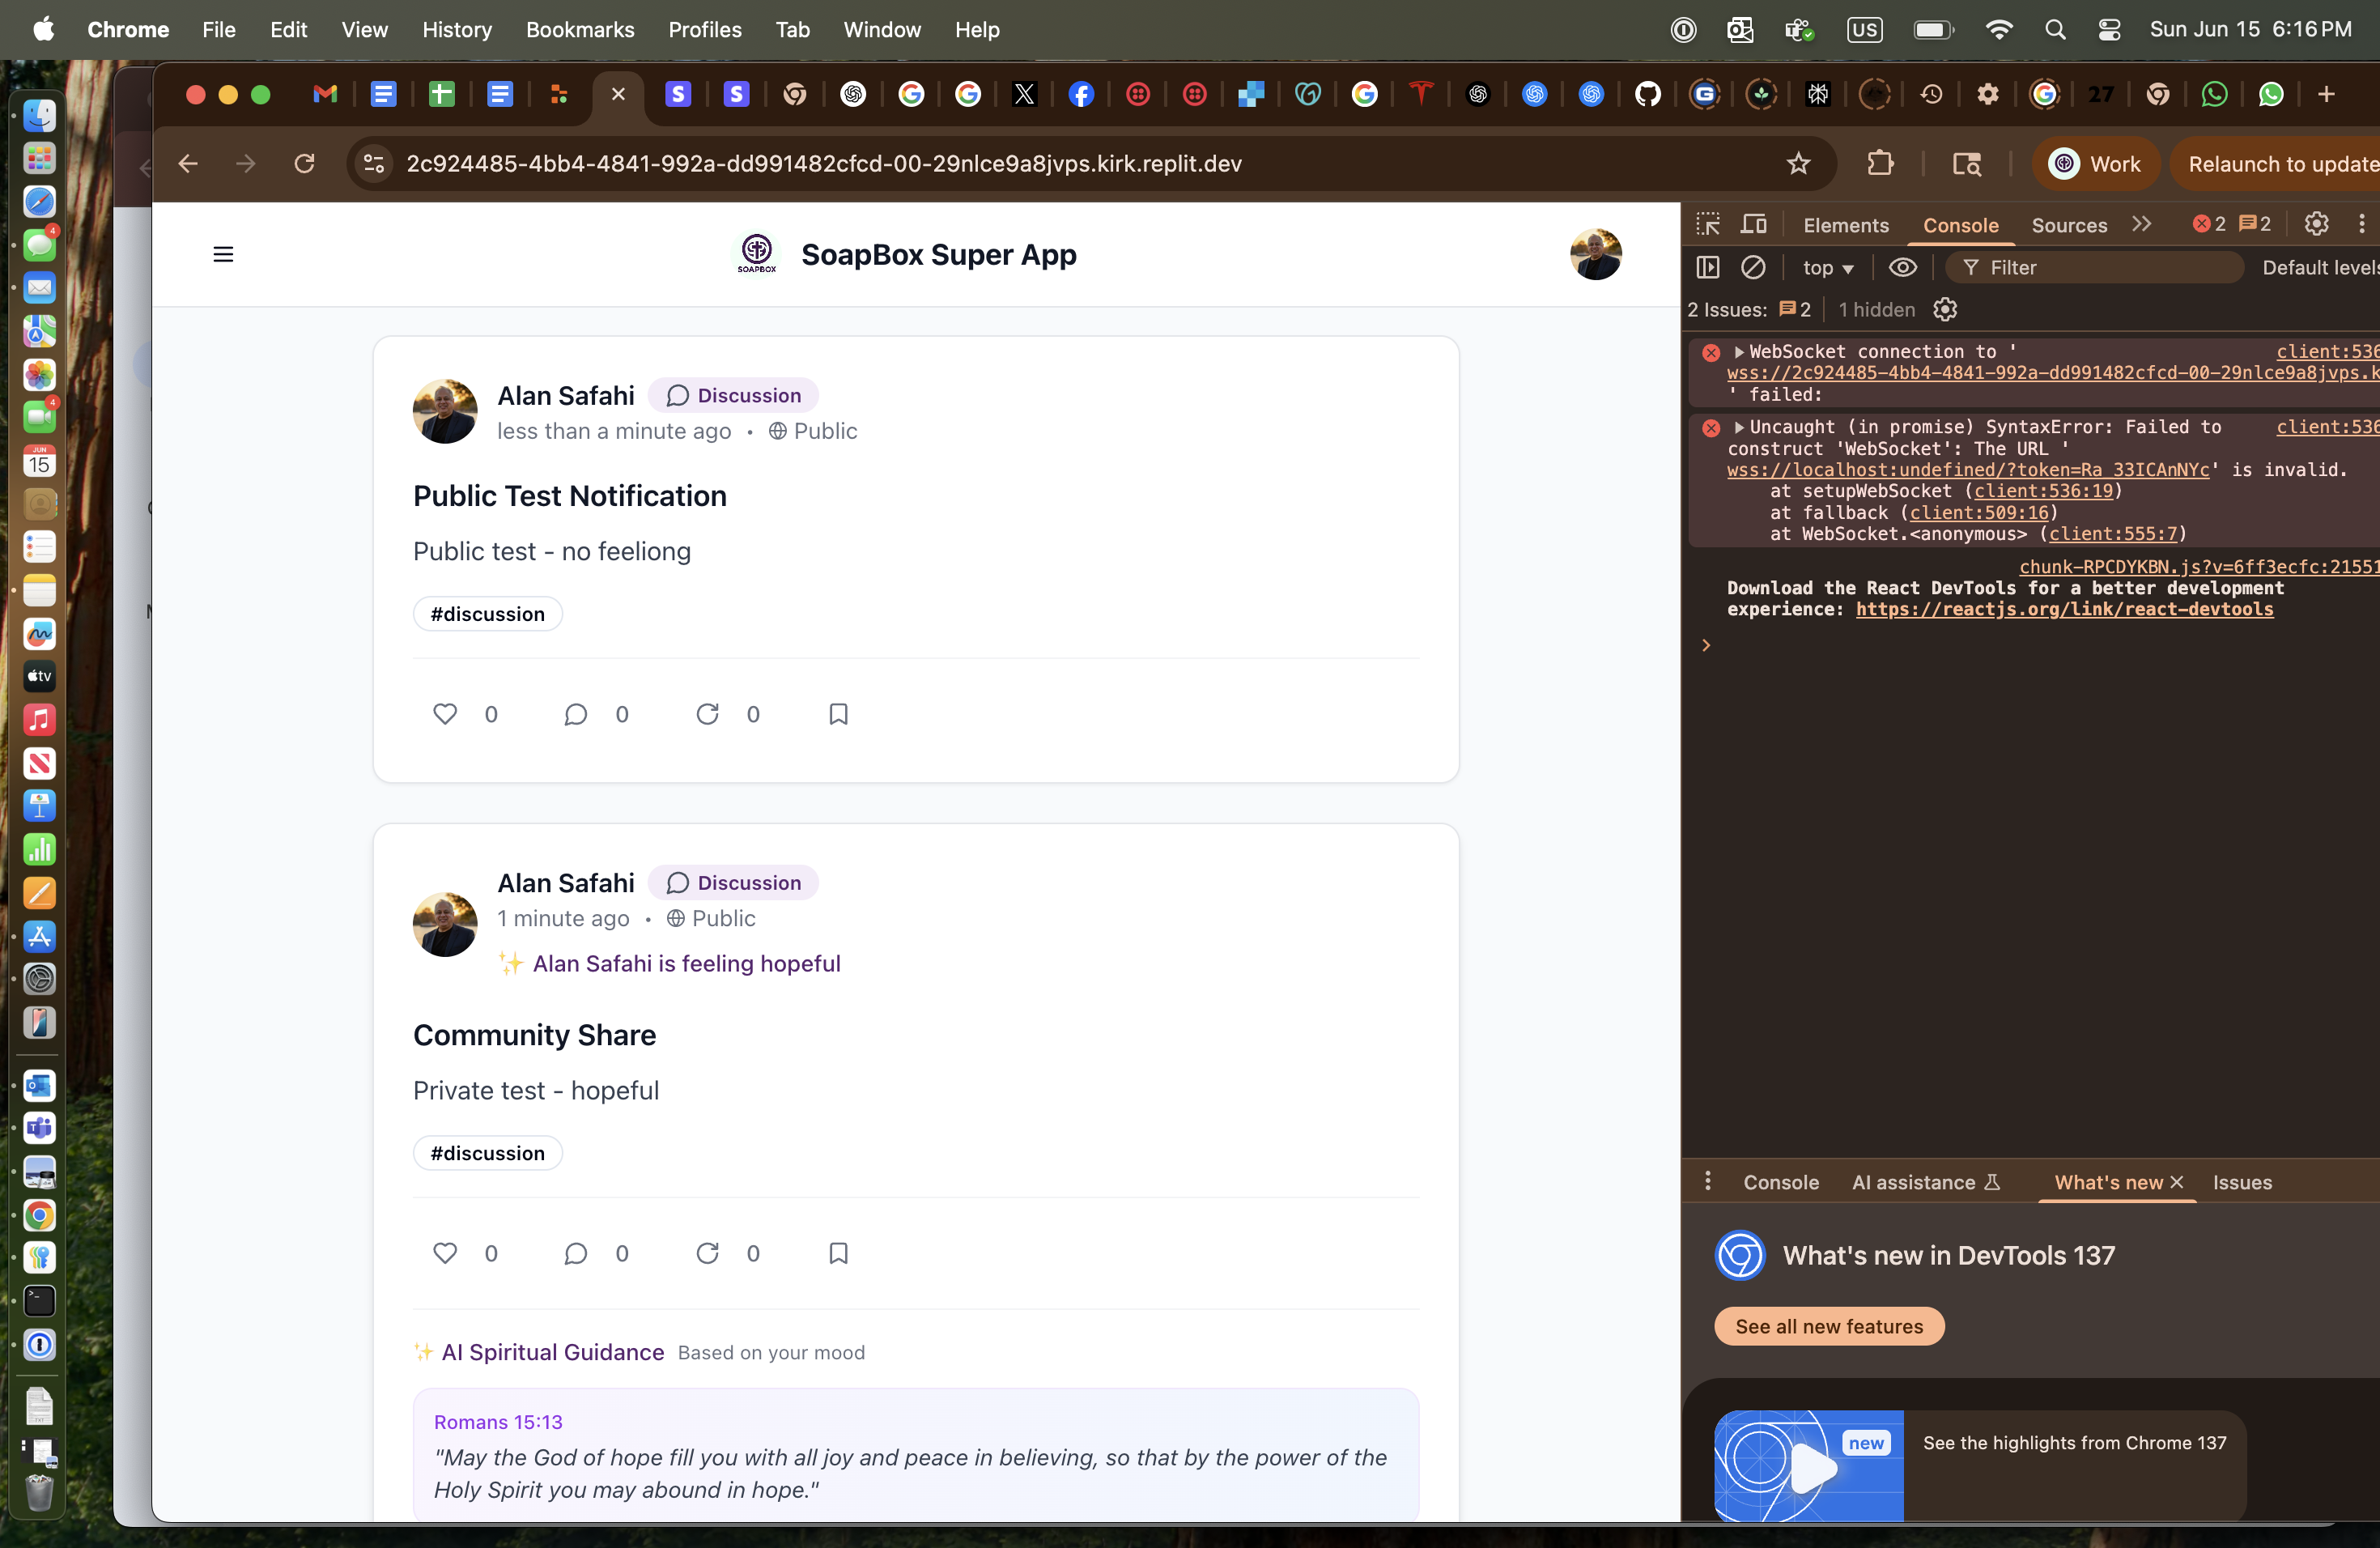 Chrome File Edit View History Bookmarks Profiles Tab Window Help US Sun Jun 15 6:16 PM
2c924485-4bb4-4841-992a-dd991482cfcd-00-29nlce9a8jvps.kirk.replit.dev
Work
Relaunch to update
27
4
4
JUN
15
tv
SOAPBOX
SoapBox Super App
Alan Safahi
Discussion
less than a minute ago • Public
Public Test Notification
Public test - no feeliong
#discussion
0 0 0
Alan Safahi
Discussion
1 minute ago • Public
✨ Alan Safahi is feeling hopeful
Community Share
Private test - hopeful
#discussion
0 0 0
✨ AI Spiritual Guidance Based on your mood
Romans 15:13
"May the God of hope fill you with all joy and peace in believing, so that by the power of the
Holy Spirit you may abound in hope."
Elements Console Sources 2 2
top Filter Default levels
2 Issues: 2 1 hidden
WebSocket connection to ' client:536
wss://2c924485-4bb4-4841-992a-dd991482cfcd-00-29nlce9a8jvps.k
' failed:
Uncaught (in promise) SyntaxError: Failed to client:536
construct 'WebSocket': The URL '
wss://localhost:undefined/?token=Ra_33ICAnNYc' is invalid.
at setupWebSocket (client:536:19)
at fallback (client:509:16)
at WebSocket.<anonymous> (client:555:7)
chunk-RPCDYKBN.js?v=6ff3ecfc:21551
Download the React DevTools for a better development
experience: https://reactjs.org/link/react-devtools
Console AI assistance What's new Issues
What's new in DevTools 137
See all new features
new
See the highlights from Chrome 137